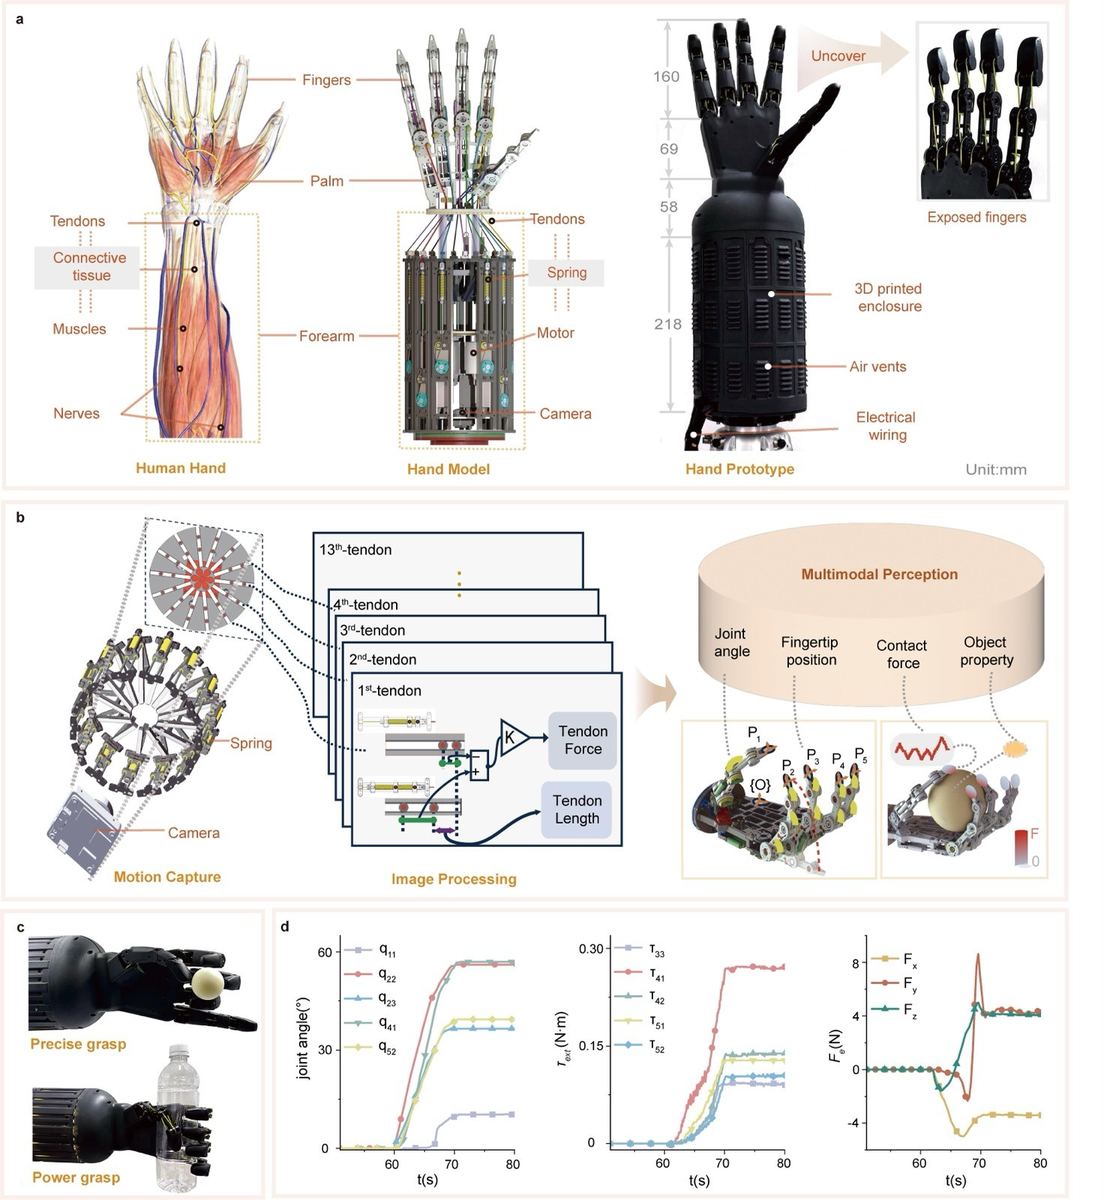 a
Fingers
Palm
Tendons
Connective
tissue
Muscles
Nerves
Forearm
Tendons
Spring
Motor
Camera
160
69
58
218
Uncover
Exposed fingers
3D printed
enclosure
Air vents
Electrical
wiring
Human Hand
Hand Model
Hand Prototype
Unit:mm
b
Spring
Camera
Motion Capture
13th-tendon
4th-tendon
3rd-tendon
2nd-tendon
1st-tendon
K
−
+
Tendon
Force
Tendon
Length
Image Processing
Multimodal Perception
Joint
angle
Fingertip
position
Contact
force
Object
property
P1
P2
P3
P4
P5
{O}
F
0
c
Precise grasp
Power grasp
d
60
30
0
joint angle(°)
q11
q22
q23
q41
q52
60 70 80
t(s)
0.30
0.15
0
τext(N·m)
τ33
τ41
τ42
τ51
τ52
60 70 80
t(s)
8
4
0
-4
Fe(N)
Fx
Fy
Fz
60 70 80
t(s)